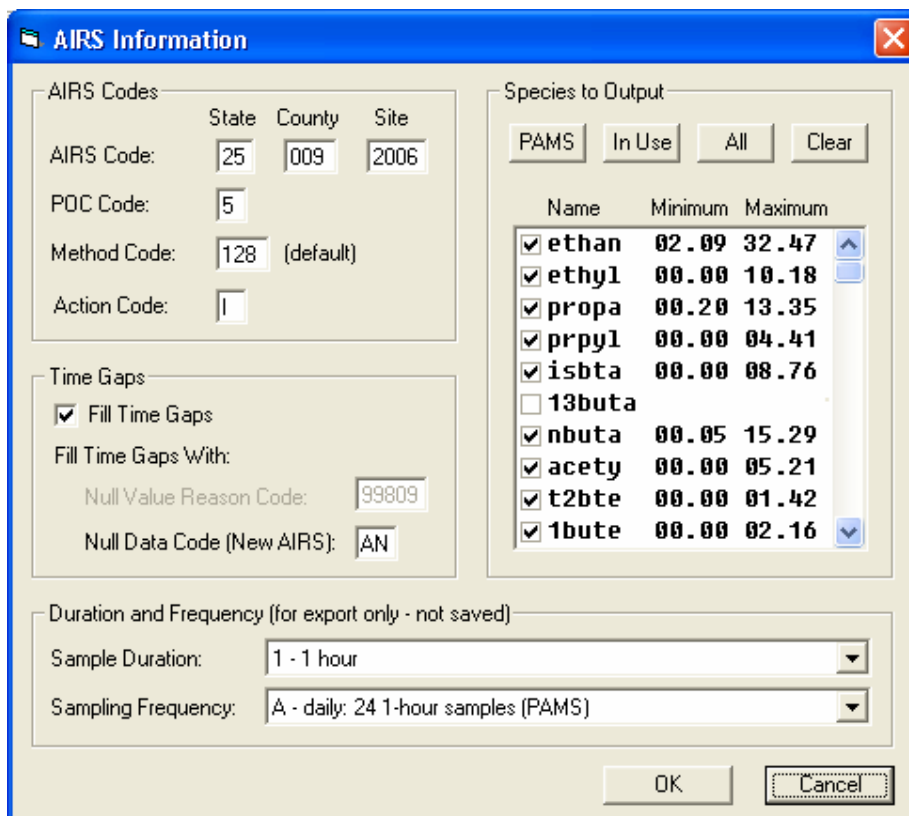 AIRS Information
AIRS Codes
State County Site
AIRS Code: 25 009 2006
POC Code: 5
Method Code: 128 (default)
Action Code: I
Time Gaps
Fill Time Gaps
Fill Time Gaps With:
Null Value Reason Code: 99809
Null Data Code (New AIRS): AN
Species to Output
PAMS In Use All Clear
Name Minimum Maximum
ethan 02.09 32.47
ethyl 00.00 10.18
propa 00.20 13.35
prpyl 00.00 04.41
isbta 00.00 08.76
13buta
nbuta 00.05 15.29
acety 00.00 05.21
t2bte 00.00 01.42
1bute 00.00 02.16
Duration and Frequency (for export only - not saved)
Sample Duration: 1 - 1 hour
Sampling Frequency: A - daily: 24 1-hour samples (PAMS)
OK Cancel